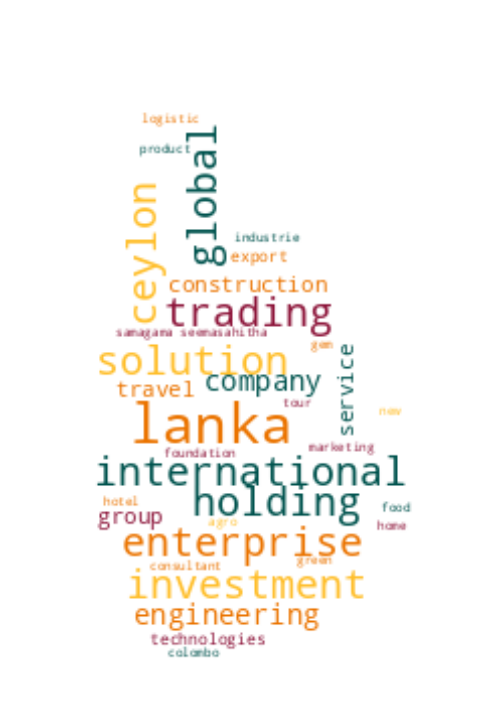 logistic
product
global
ceylon
industrie
export
construction
trading
samagama seemasahitha
gem
solution
service
company
travel
tour
new
lanka
marketing
foundation
international
holding
hotel
food
group
agro
home
enterprise
green
consultant
investment
engineering
technologies
colombo